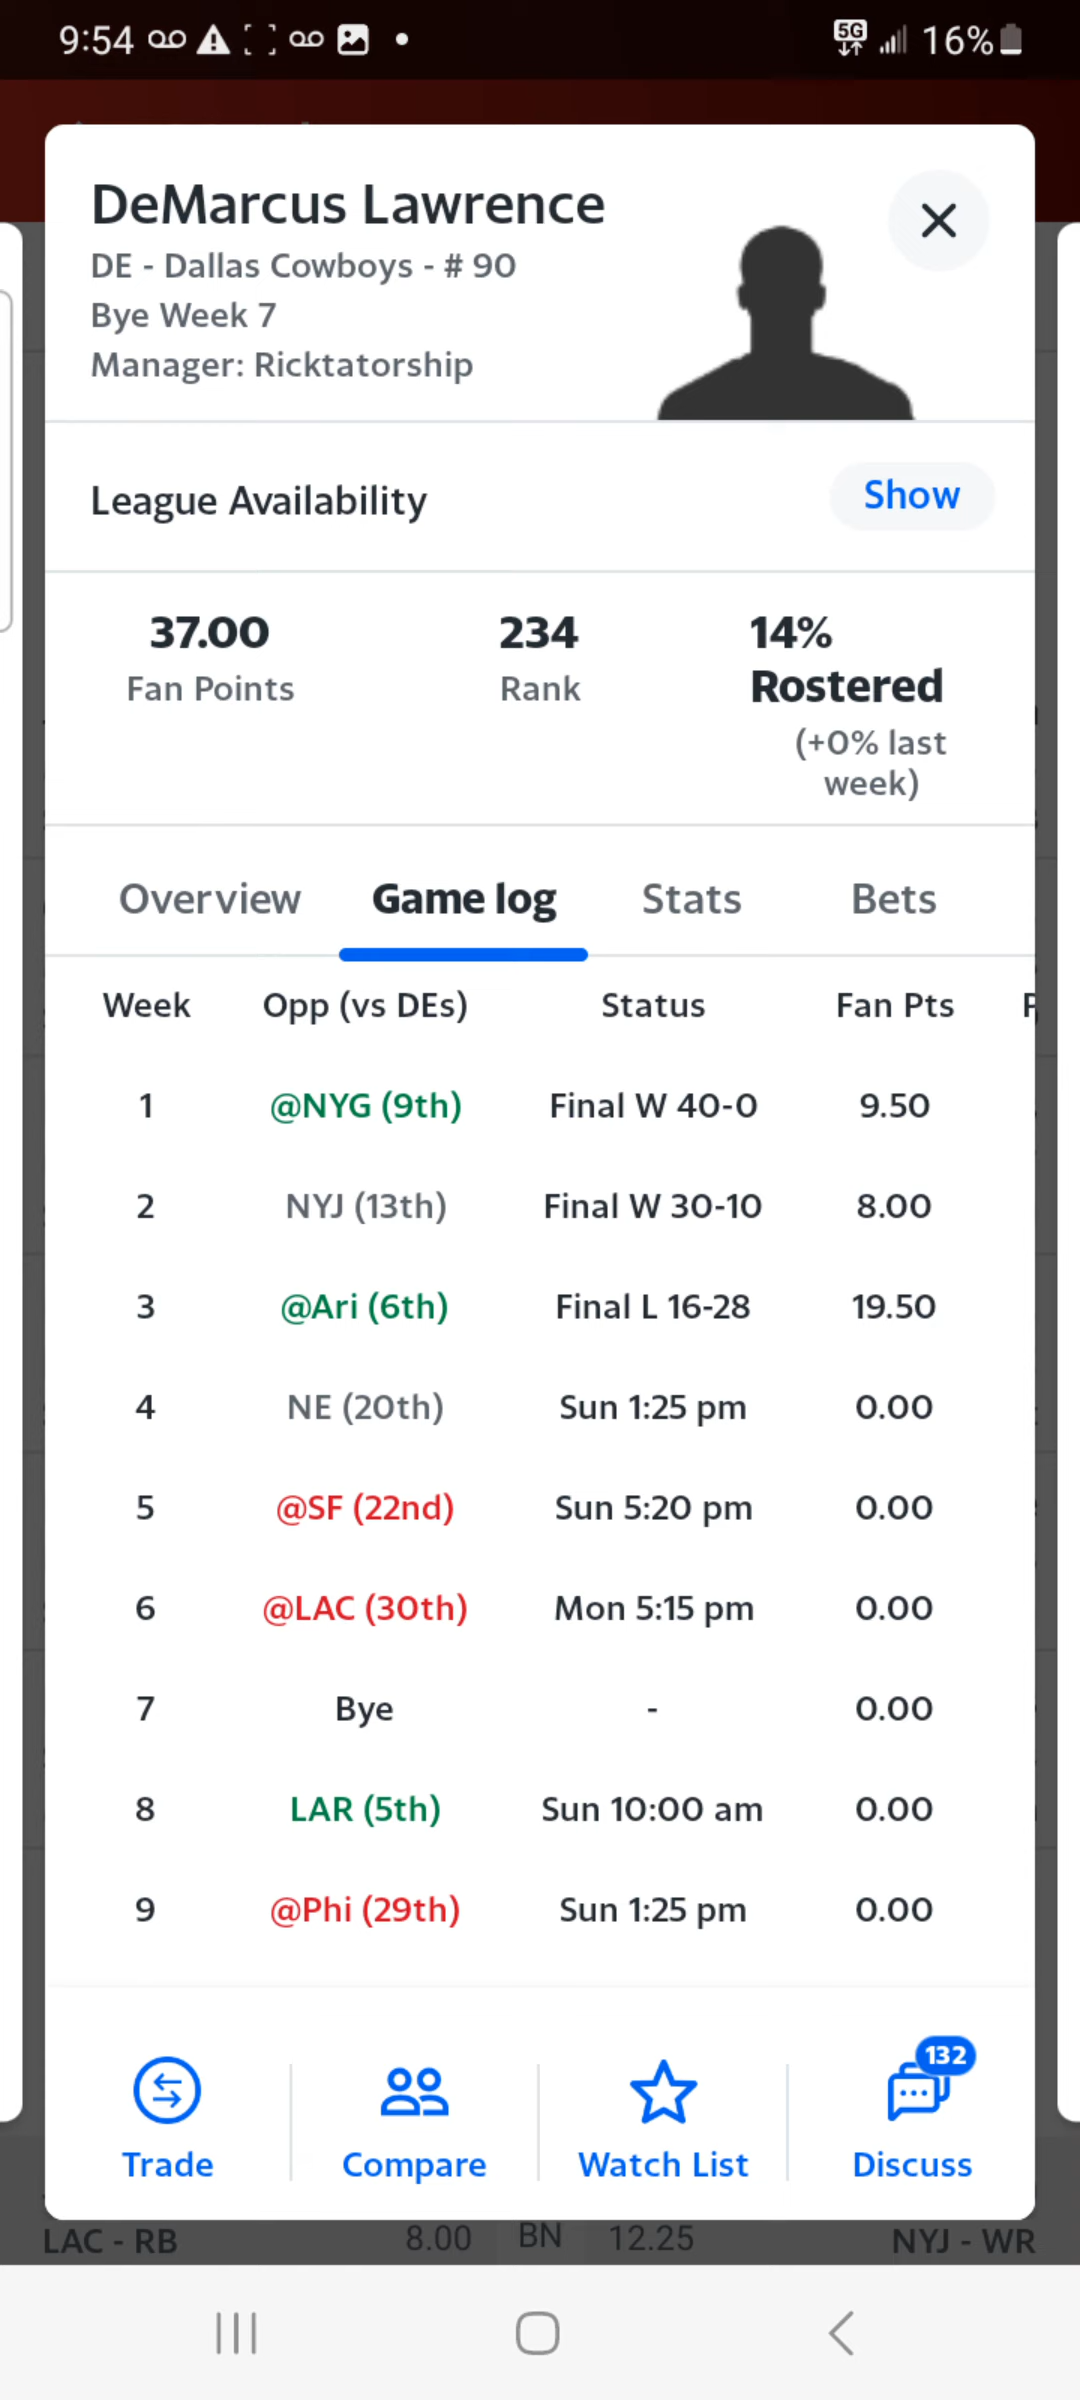 9:54
5G 16%
DeMarcus Lawrence
DE - Dallas Cowboys - # 90
Bye Week 7
Manager: Ricktatorship
League Availability
Show
37.00 234 14% Rostered
Fan Points Rank (+0% last week)
Overview Game log Stats Bets
Week Opp (vs DEs) Status Fan Pts
1 @NYG (9th) Final W 40-0 9.50
2 NYJ (13th) Final W 30-10 8.00
3 @Ari (6th) Final L 16-28 19.50
4 NE (20th) Sun 1:25 pm 0.00
5 @SF (22nd) Sun 5:20 pm 0.00
6 @LAC (30th) Mon 5:15 pm 0.00
7 Bye - 0.00
8 LAR (5th) Sun 10:00 am 0.00
9 @Phi (29th) Sun 1:25 pm 0.00
132
Trade Compare Watch List Discuss
LAC - RB 8.00 BN 12.25 NYJ - WR